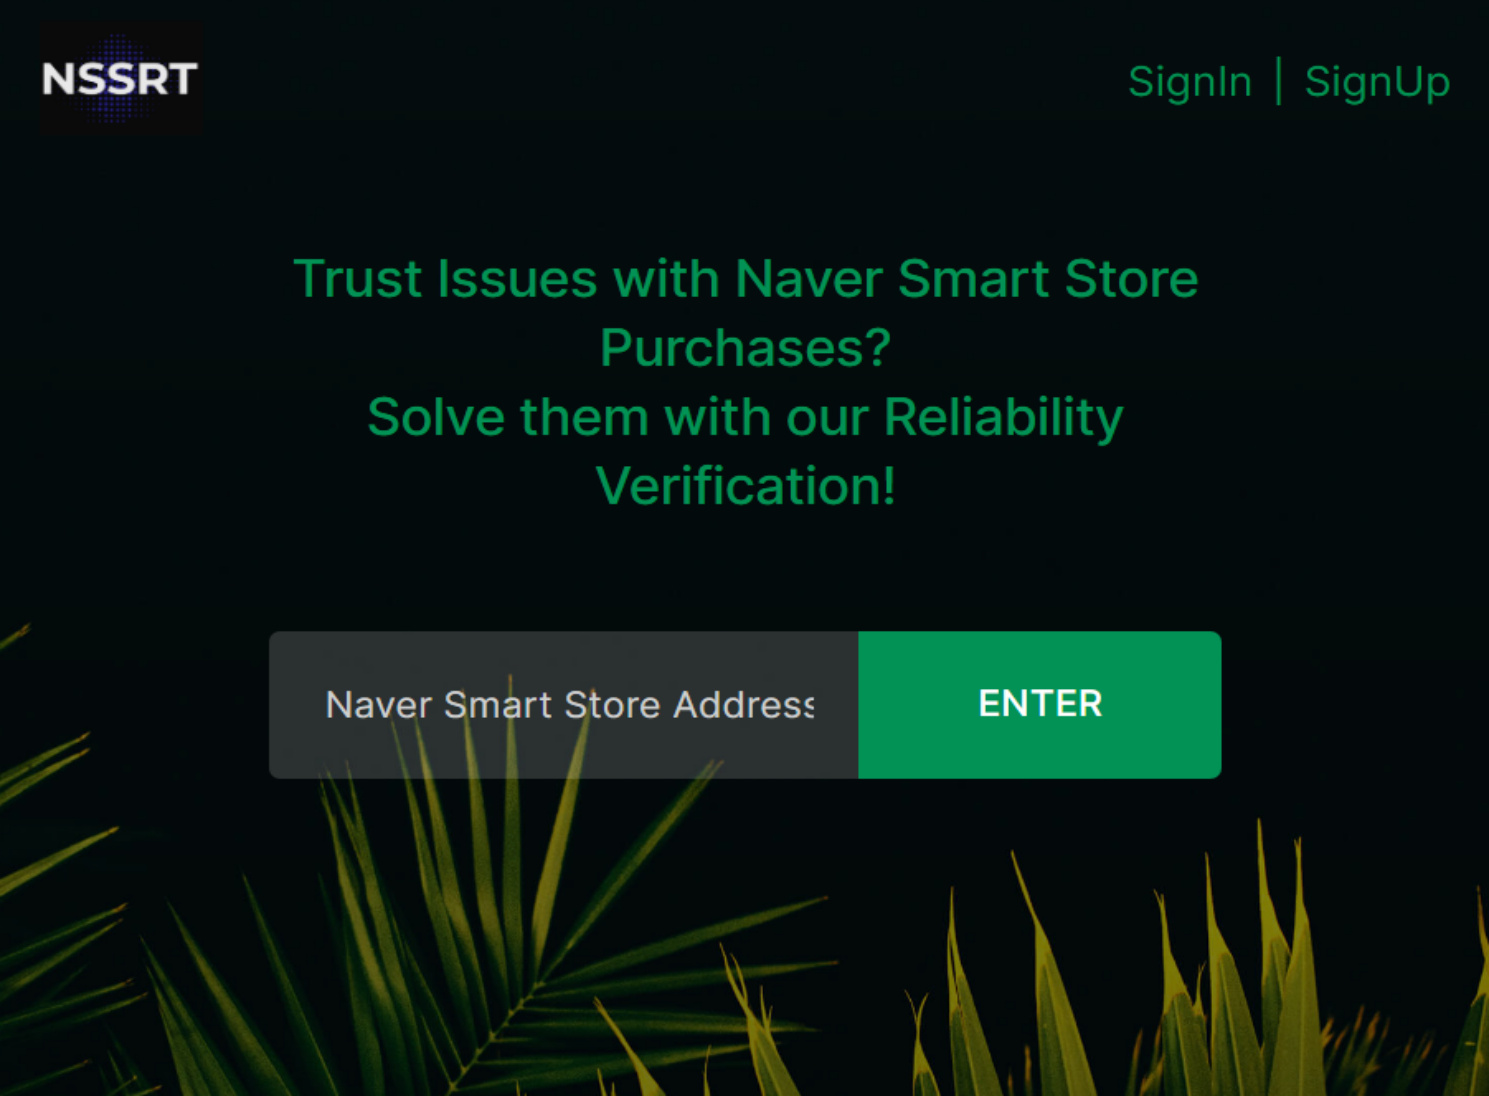 NSSRT
SignIn | SignUp
Trust Issues with Naver Smart Store
Purchases?
Solve them with our Reliability
Verification!
Naver Smart Store Address
ENTER